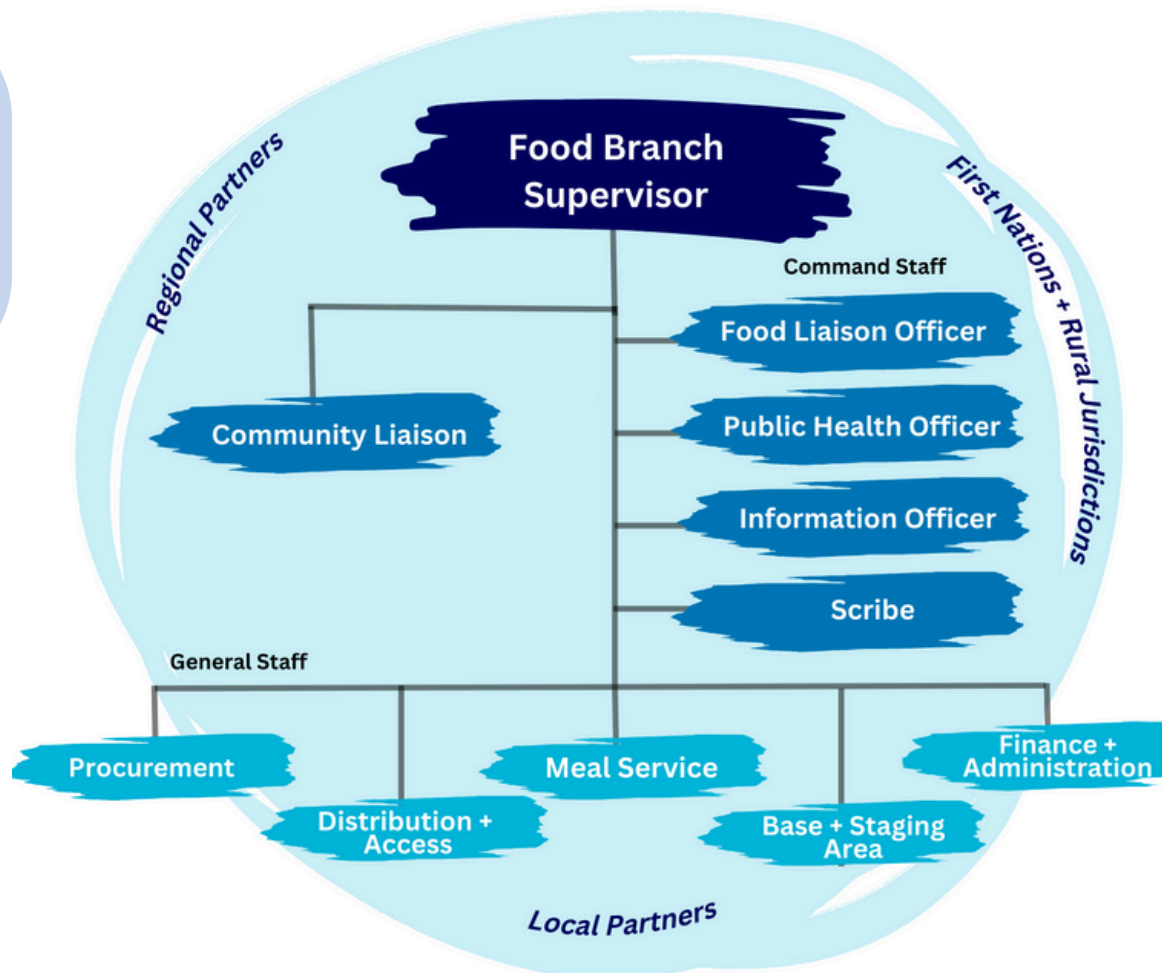 Food Branch
Supervisor
Regional Partners
First Nations + Rural Jurisdictions
Command Staff
Food Liaison Officer
Community Liaison
Public Health Officer
Information Officer
Scribe
General Staff
Procurement
Distribution +
Access
Meal Service
Base + Staging
Area
Finance +
Administration
Local Partners